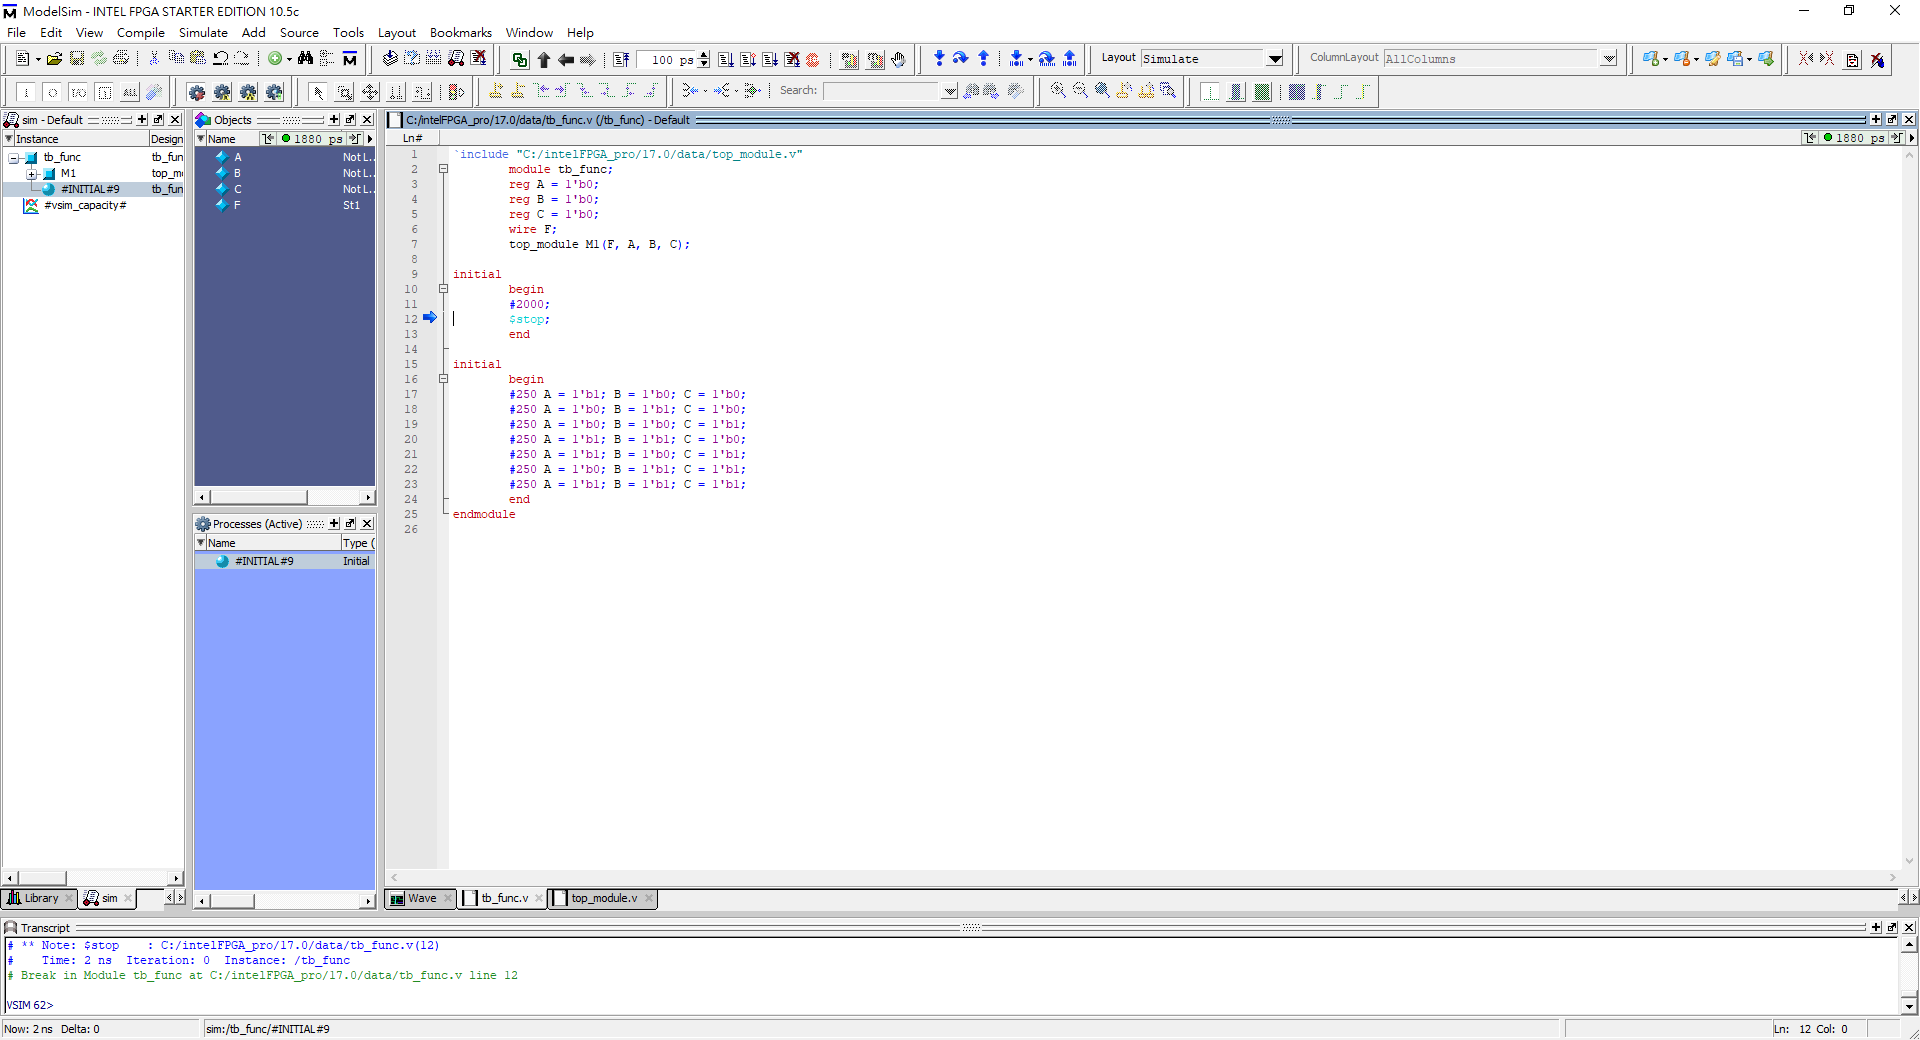 ModelSim - INTEL FPGA STARTER EDITION 10.5c
File Edit View Compile Simulate Add Source Tools Layout Bookmarks Window Help
100 ps
Layout Simulate
ColumnLayout AllColumns
Search:
sim - Default
Instance Design
tb_func tb_fun
M1 top_m
#INITIAL#9 tb_fun
#vsim_capacity#
Library
sim
Objects
Name 1880 ps
A Not L...
B Not L...
C Not L...
F St1
Processes (Active)
Name Type (
#INITIAL#9 Initial
C:/intelFPGA_pro/17.0/data/tb_func.v (/tb_func) - Default
Ln# 1880 ps
1 `include "C:/intelFPGA_pro/17.0/data/top_module.v"
2 module tb_func;
3 reg A = 1'b0;
4 reg B = 1'b0;
5 reg C = 1'b0;
6 wire F;
7 top_module M1(F, A, B, C);
8
9 initial
10 begin
11 #2000;
12 $stop;
13 end
14
15 initial
16 begin
17 #250 A = 1'b1; B = 1'b0; C = 1'b0;
18 #250 A = 1'b0; B = 1'b1; C = 1'b0;
19 #250 A = 1'b0; B = 1'b0; C = 1'b1;
20 #250 A = 1'b1; B = 1'b1; C = 1'b0;
21 #250 A = 1'b1; B = 1'b0; C = 1'b1;
22 #250 A = 1'b0; B = 1'b1; C = 1'b1;
23 #250 A = 1'b1; B = 1'b1; C = 1'b1;
24 end
25 endmodule
26
Wave
tb_func.v
top_module.v
Transcript
# ** Note: $stop : C:/intelFPGA_pro/17.0/data/tb_func.v(12)
# Time: 2 ns Iteration: 0 Instance: /tb_func
# Break in Module tb_func at C:/intelFPGA_pro/17.0/data/tb_func.v line 12
VSIM 62>
Now: 2 ns Delta: 0
sim:/tb_func/#INITIAL#9
Ln: 12 Col: 0